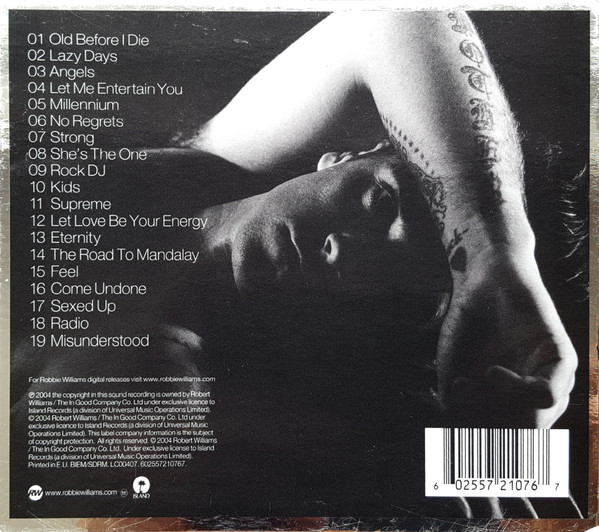 01 Old Before I Die
02 Lazy Days
03 Angels
04 Let Me Entertain You
05 Millennium
06 No Regrets
07 Strong
08 She's The One
09 Rock DJ
10 Kids
11 Supreme
12 Let Love Be Your Energy
13 Eternity
14 The Road To Mandalay
15 Feel
16 Come Undone
17 Sexed Up
18 Radio
19 Misunderstood
For Robbie Williams digital releases visit www.robbiewilliams.com
℗ 2004 the copyright in this sound recording is owned by Robert
Williams / The In Good Company Co. Ltd under exclusive licence to
Island Records (a division of Universal Music Operations Limited).
© 2004 Robert Williams / The In Good Company Co. Ltd under
exclusive licence to Island Records (a division of Universal Music
Operations Limited). This label company information is the subject
of copyright protection. All rights reserved. © 2004 Robert Williams
/ The In Good Company Co. Ltd. Under exclusive license to Island
Records (a division of Universal Music Operations Limited).
Printed in E.U. BIEM/SDRM. LC00407. 602557210767.
RW www.robbiewilliams.com
ISLAND
6 02557 21076 7